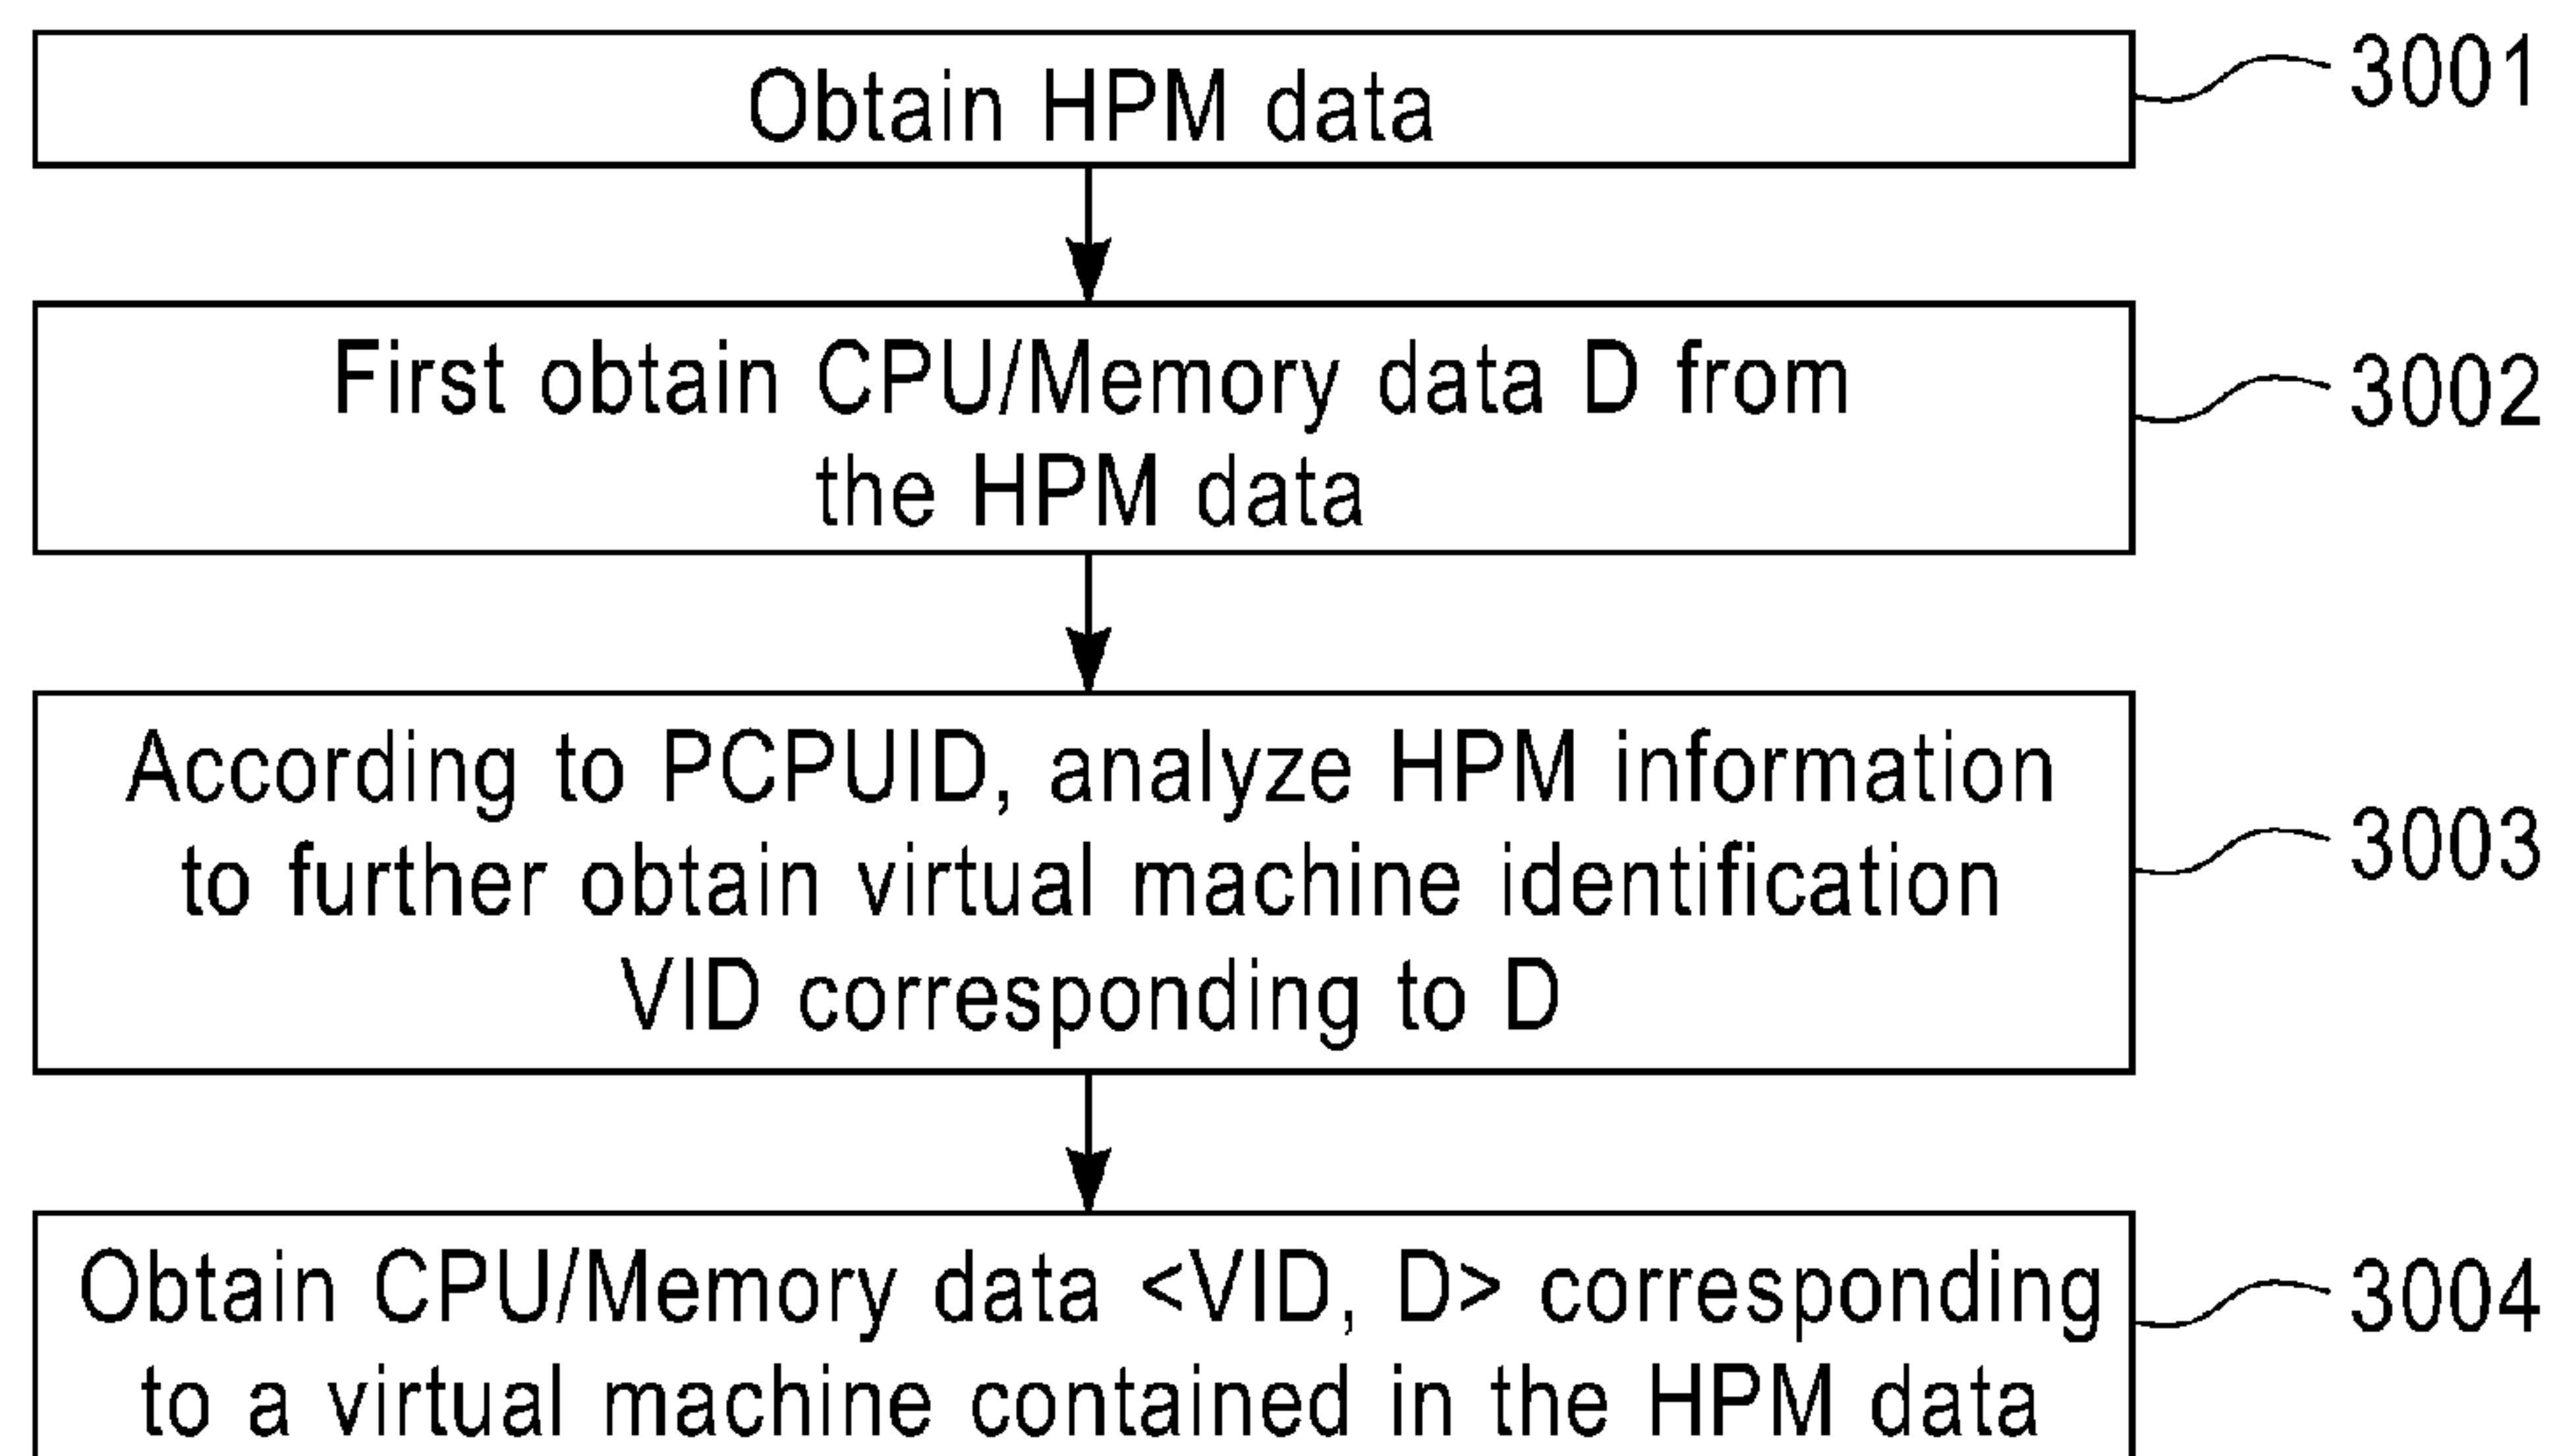 Obtain HPM data
3001
First obtain CPU/Memory data D from
the HPM data
3002
According to PCPUID, analyze HPM information
to further obtain virtual machine identification
VID corresponding to D
3003
Obtain CPU/Memory data <VID, D> corresponding
to a virtual machine contained in the HPM data
3004